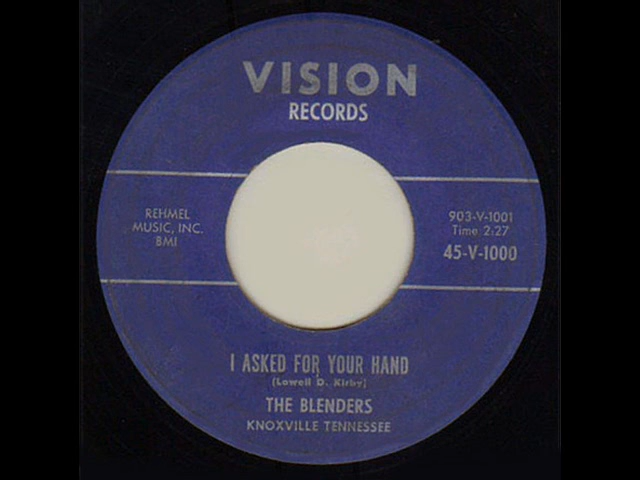 VISION
RECORDS
REHMEL
MUSIC, INC.
BMI
903-V-1001
Time 2:27
45-V-1000
I ASKED FOR YOUR HAND
(Lowell D. Kirby)
THE BLENDERS
KNOXVILLE TENNESSEE